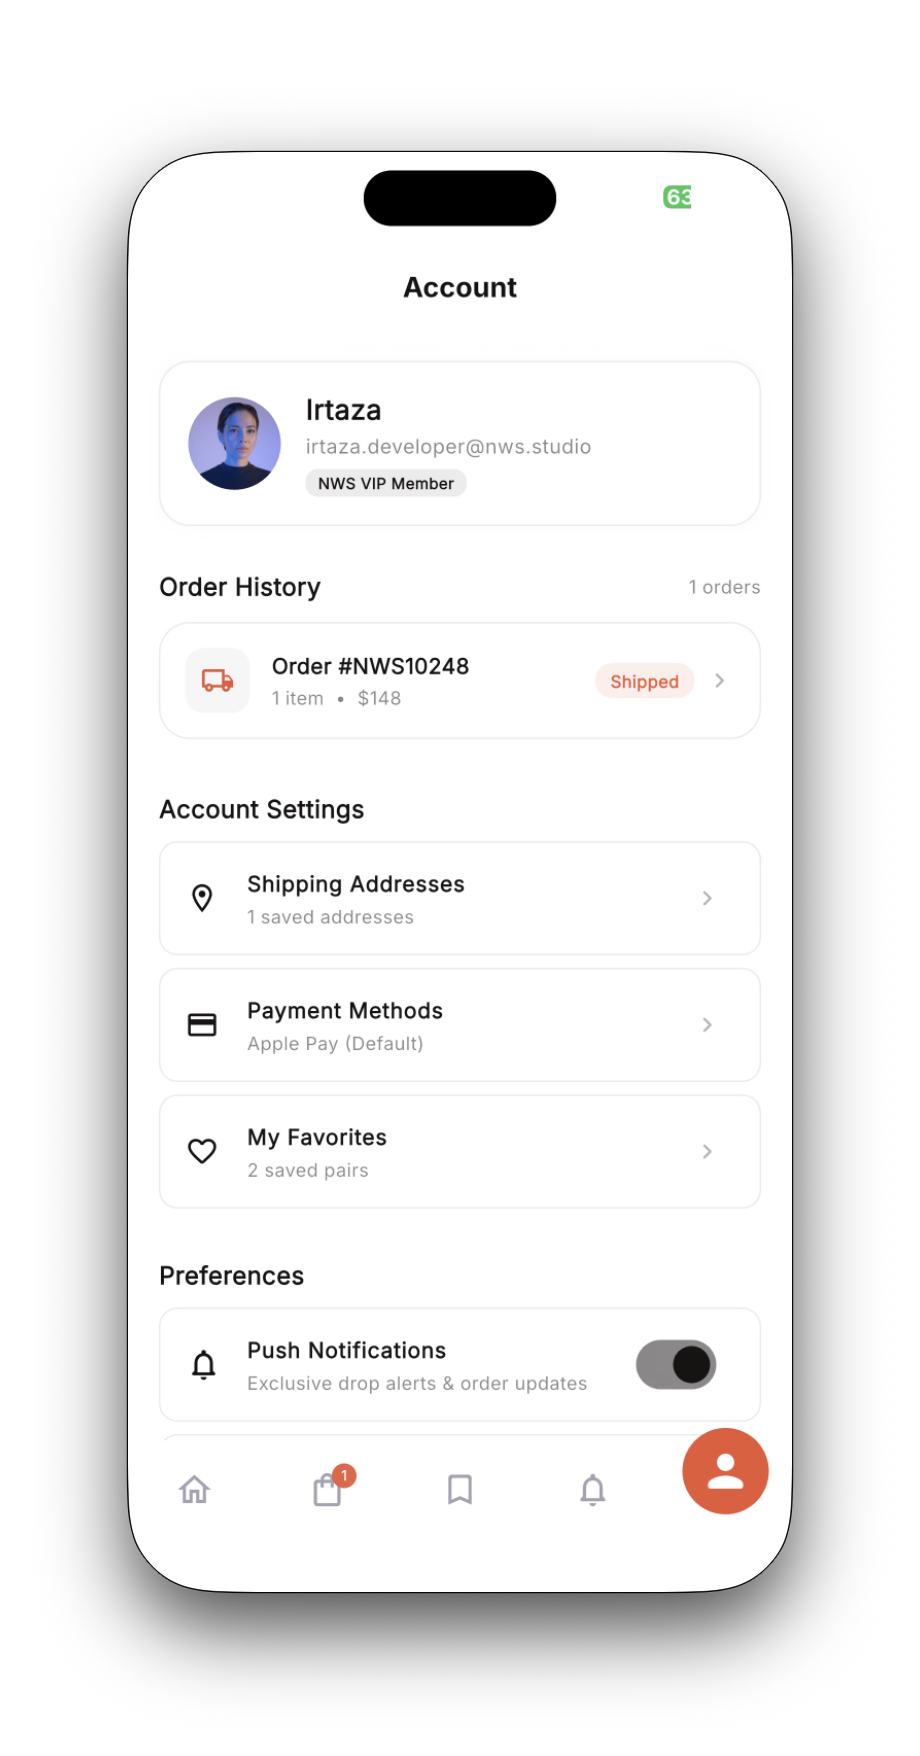 63
Account
Irtaza
irtaza.developer@nws.studio
NWS VIP Member
Order History
1 orders
Order #NWS10248
1 item • $148
Shipped
Account Settings
Shipping Addresses
1 saved addresses
Payment Methods
Apple Pay (Default)
My Favorites
2 saved pairs
Preferences
Push Notifications
Exclusive drop alerts & order updates
1